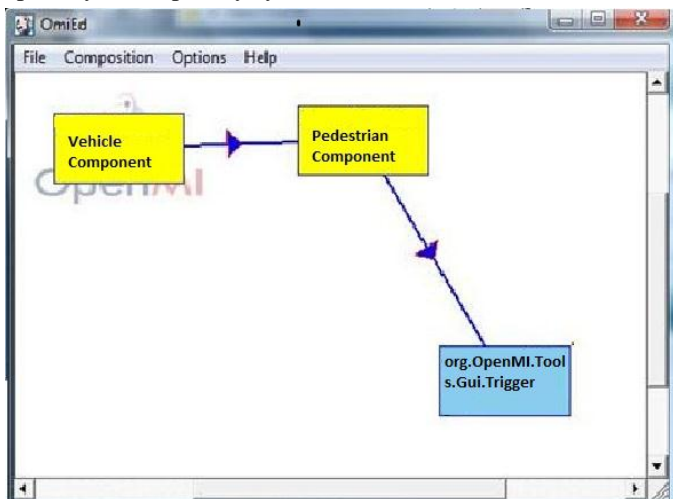 OmiEd
File Composition Options Help
Vehicle
Component
Pedestrian
Component
OpenMI
org.OpenMI.Tool
s.Gui.Trigger